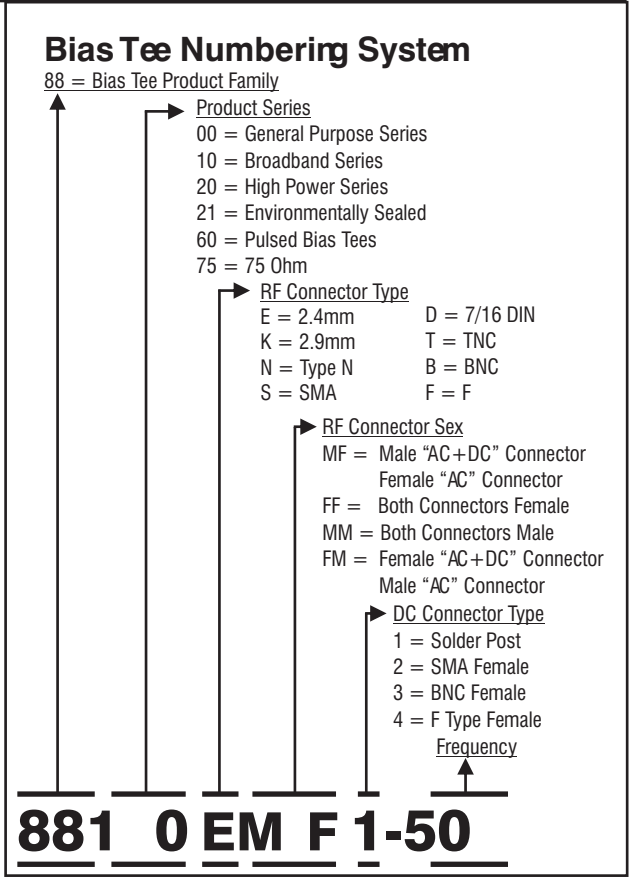 Bias Tee Numbering System
88 = Bias Tee Product Family
Product Series
00 = General Purpose Series
10 = Broadband Series
20 = High Power Series
21 = Environmentally Sealed
60 = Pulsed Bias Tees
75 = 75 Ohm
RF Connector Type
E = 2.4mm
K = 2.9mm
N = Type N
S = SMA
D = 7/16 DIN
T = TNC
B = BNC
F = F
RF Connector Sex
MF = Male “AC+DC” Connector
Female “AC” Connector
FF = Both Connectors Female
MM = Both Connectors Male
FM = Female “AC+DC” Connector
Male “AC” Connector
DC Connector Type
1 = Solder Post
2 = SMA Female
3 = BNC Female
4 = F Type Female
Frequency
881 0 EM F 1-50